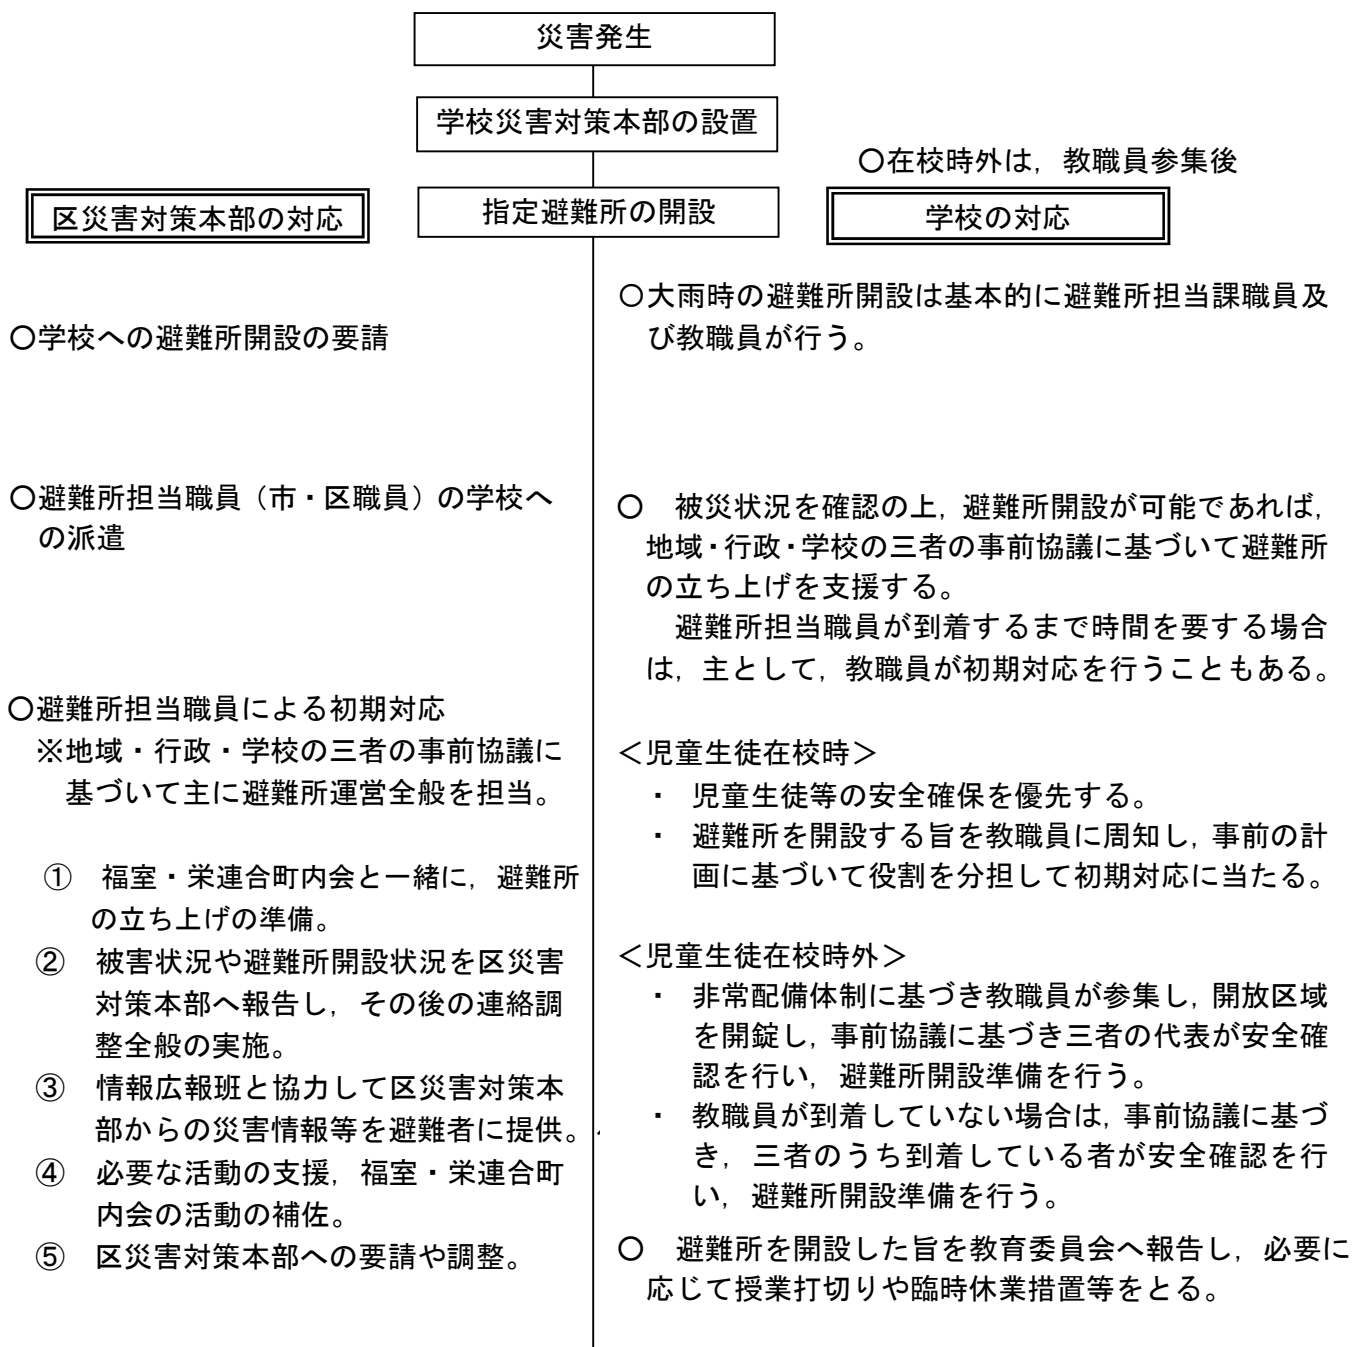 災害発生
学校災害対策本部の設置
〇在校時外は，教職員参集後
区災害対策本部の対応
指定避難所の開設
学校の対応
〇学校への避難所開設の要請
〇避難所担当職員（市・区職員）の学校へ
の派遣
〇避難所担当職員による初期対応
※地域・行政・学校の三者の事前協議に
基づいて主に避難所運営全般を担当。
① 福室・栄連合町内会と一緒に，避難所
の立ち上げの準備。
② 被害状況や避難所開設状況を区災害
対策本部へ報告し，その後の連絡調
整全般の実施。
③ 情報広報班と協力して区災害対策本
部からの災害情報等を避難者に提供。
④ 必要な活動の支援，福室・栄連合町
内会の活動の補佐。
⑤ 区災害対策本部への要請や調整。
〇大雨時の避難所開設は基本的に避難所担当課職員及
び教職員が行う。
〇 被災状況を確認の上，避難所開設が可能であれば，
地域・行政・学校の三者の事前協議に基づいて避難所
の立ち上げを支援する。
避難所担当職員が到着するまで時間を要する場合
は，主として，教職員が初期対応を行うこともある。
＜児童生徒在校時＞
・ 児童生徒等の安全確保を優先する。
・ 避難所を開設する旨を教職員に周知し，事前の計
画に基づいて役割を分担して初期対応に当たる。
＜児童生徒在校時外＞
・ 非常配備体制に基づき教職員が参集し，開放区域
を開錠し，事前協議に基づき三者の代表が安全確
認を行い，避難所開設準備を行う。
・ 教職員が到着していない場合は，事前協議に基づ
き，三者のうち到着している者が安全確認を行
い，避難所開設準備を行う。
〇 避難所を開設した旨を教育委員会へ報告し，必要に
応じて授業打切りや臨時休業措置等をとる。